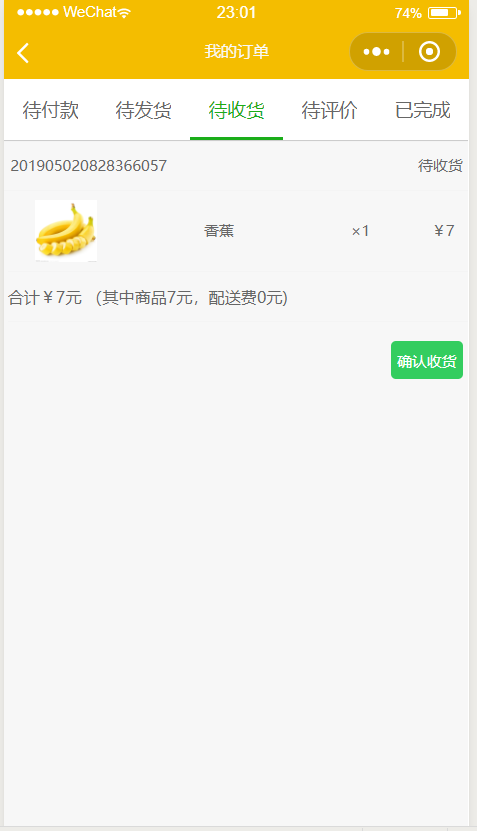 WeChat 23:01 74%
我的订单
待付款 待发货 待收货 待评价 已完成
201905020828366057 待收货
香蕉 ×1 ￥7
合计￥7元 (其中商品7元，配送费0元)
确认收货